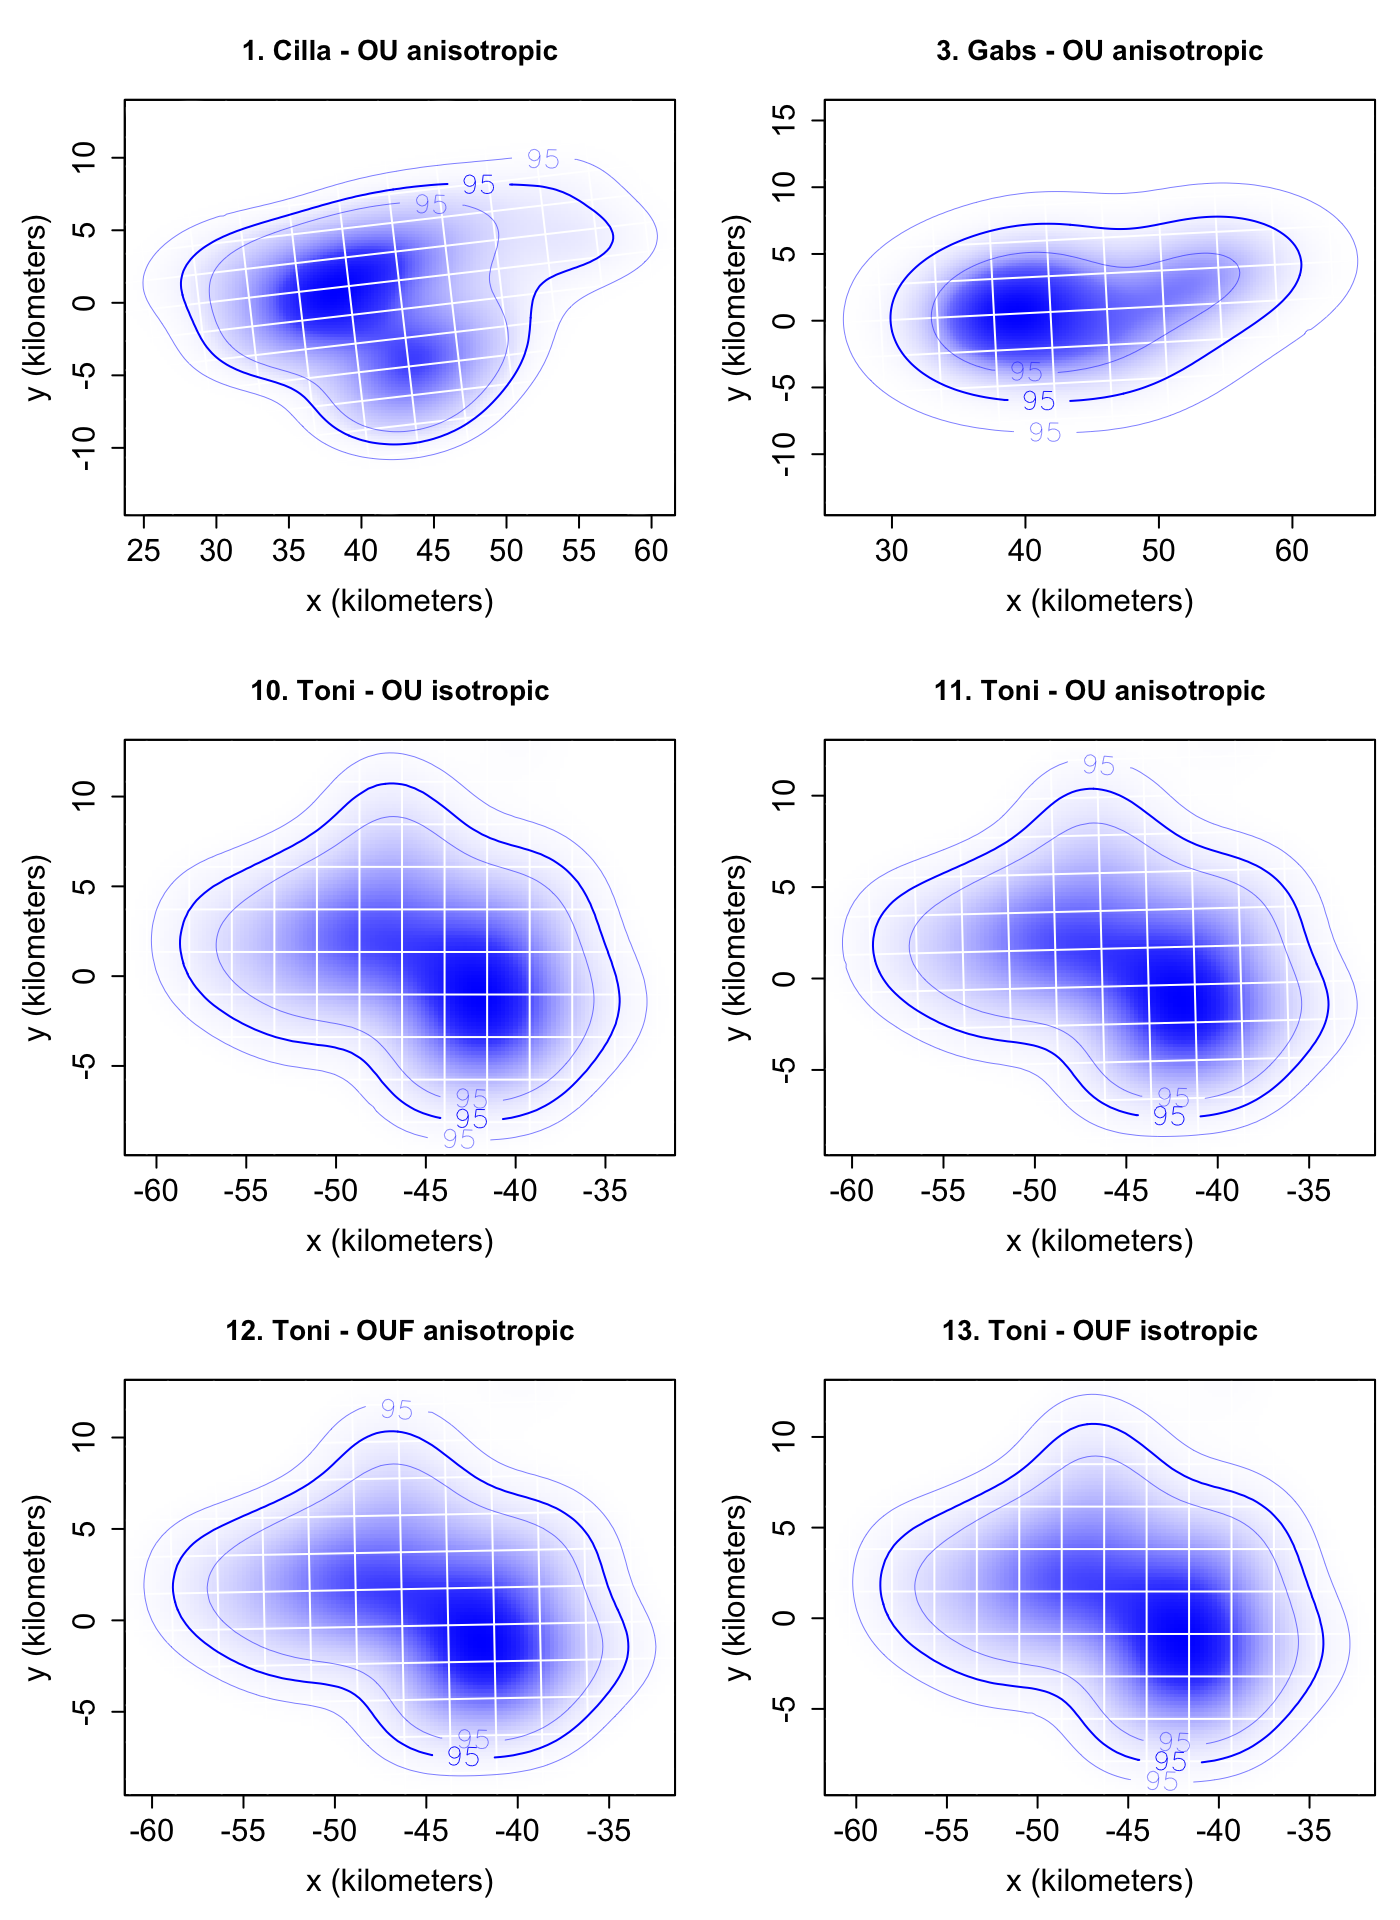 1. Cilla - OU anisotropic
y (kilometers)
10
5
0
-5
-10
95
95
95
25 30 35 40 45 50 55 60
x (kilometers)
3. Gabs - OU anisotropic
y (kilometers)
15
10
5
0
-5
-10
95
95
95
30 40 50 60
x (kilometers)
10. Toni - OU isotropic
y (kilometers)
10
5
0
-5
95
95
95
-60 -55 -50 -45 -40 -35
x (kilometers)
11. Toni - OU anisotropic
y (kilometers)
95
10
5
0
-5
95
95
-60 -55 -50 -45 -40 -35
x (kilometers)
12. Toni - OUF anisotropic
y (kilometers)
95
10
5
0
-5
95
95
-60 -55 -50 -45 -40 -35
x (kilometers)
13. Toni - OUF isotropic
y (kilometers)
10
5
0
-5
95
95
95
-60 -55 -50 -45 -40 -35
x (kilometers)